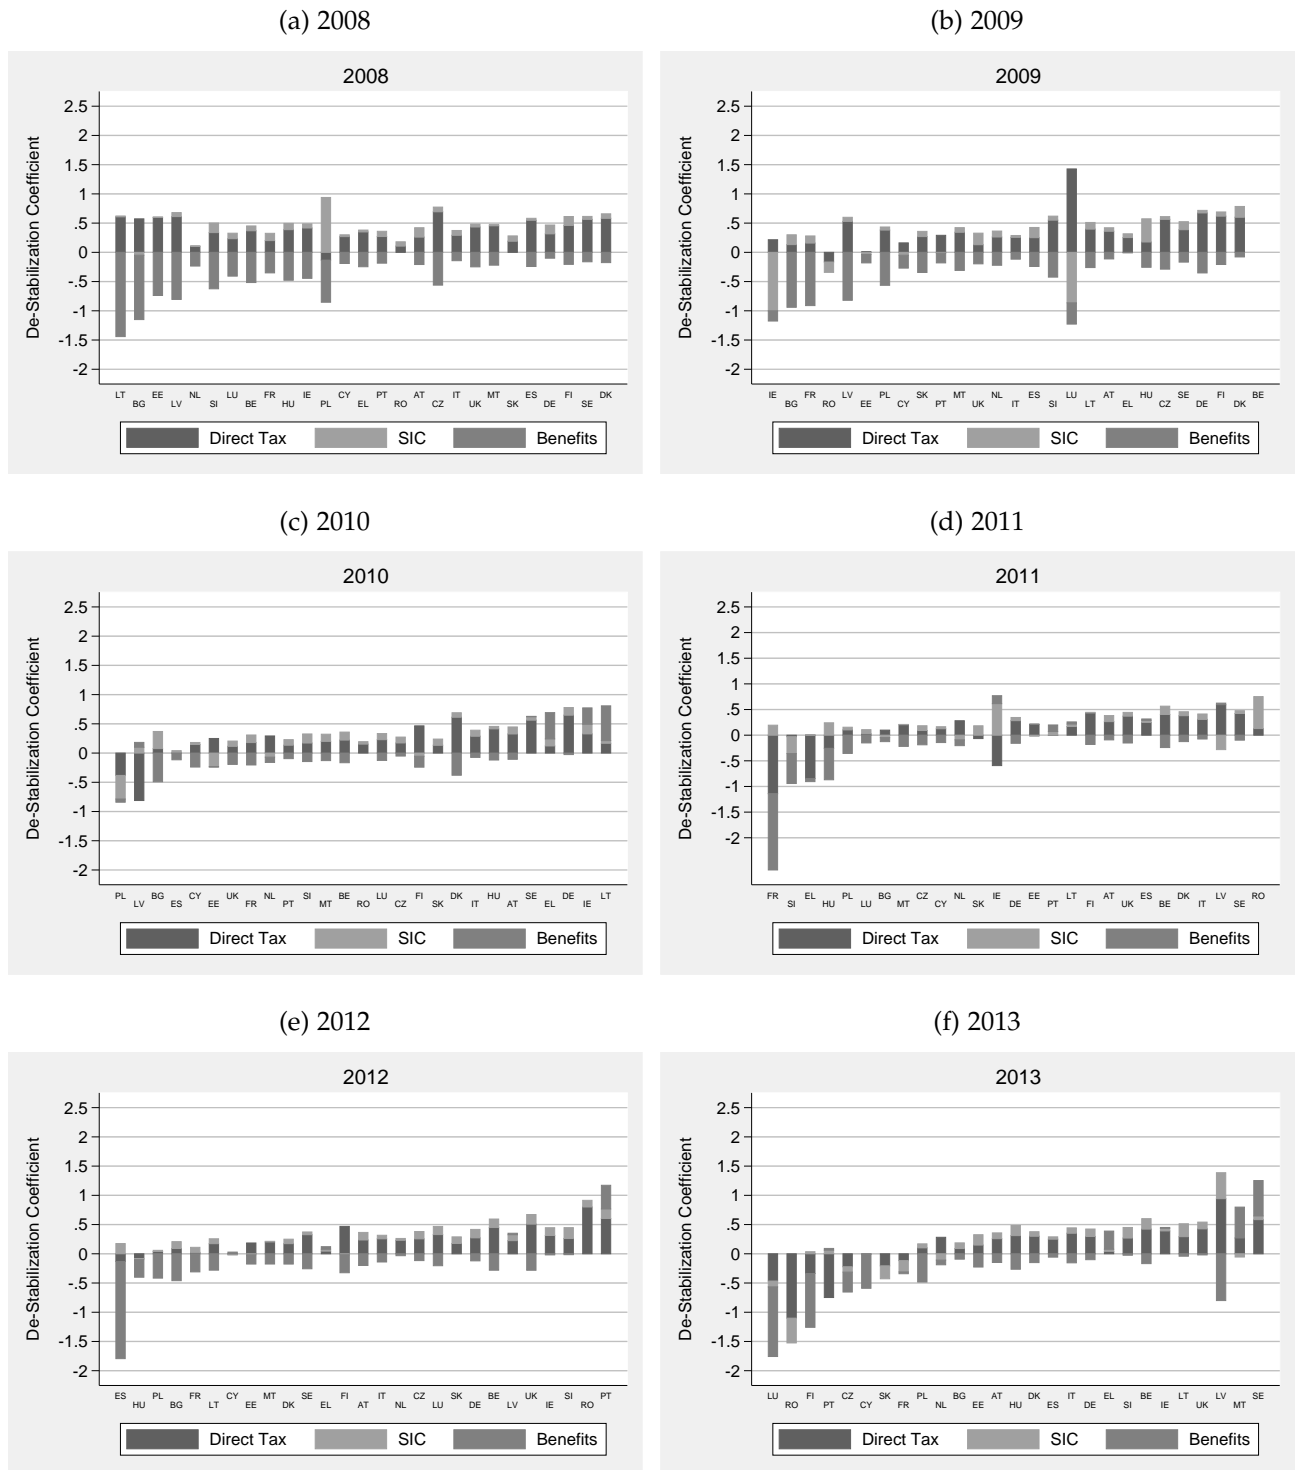 (a) 2008
2008
De-Stabilization Coefficient
2.5
2
1.5
1
.5
0
-.5
-1
-1.5
-2
LT BG EE LV NL SI LU BE FR HU IE PL CY EL PT RO AT CZ IT UK MT SK ES DE FI SE DK
Direct Tax SIC Benefits
(b) 2009
2009
De-Stabilization Coefficient
2.5
2
1.5
1
.5
0
-.5
-1
-1.5
-2
IE BG FR RO LV EE PL CY SK PT MT UK NL IT ES SI LU LT AT EL HU CZ SE DE FI DK BE
Direct Tax SIC Benefits
(c) 2010
2010
De-Stabilization Coefficient
2.5
2
1.5
1
.5
0
-.5
-1
-1.5
-2
PL LV BG ES CY EE UK FR NL PT SI MT BE RO LU CZ FI SK DK IT HU AT SE EL DE IE LT
Direct Tax SIC Benefits
(d) 2011
2011
De-Stabilization Coefficient
2.5
2
1.5
1
.5
0
-.5
-1
-1.5
-2
FR SI EL HU PL LU BG MT CZ CY NL SK IE DE EE PT LT FI AT UK ES BE DK IT LV SE RO
Direct Tax SIC Benefits
(e) 2012
2012
De-Stabilization Coefficient
2.5
2
1.5
1
.5
0
-.5
-1
-1.5
-2
ES HU PL BG FR LT CY EE MT DK SE EL FI AT IT NL CZ LU SK DE BE LV UK IE SI RO PT
Direct Tax SIC Benefits
(f) 2013
2013
De-Stabilization Coefficient
2.5
2
1.5
1
.5
0
-.5
-1
-1.5
-2
LU RO FI PT CZ CY SK FR PL NL BG EE AT HU DK ES IT DE EL SI BE IE LT UK LV MT SE
Direct Tax SIC Benefits